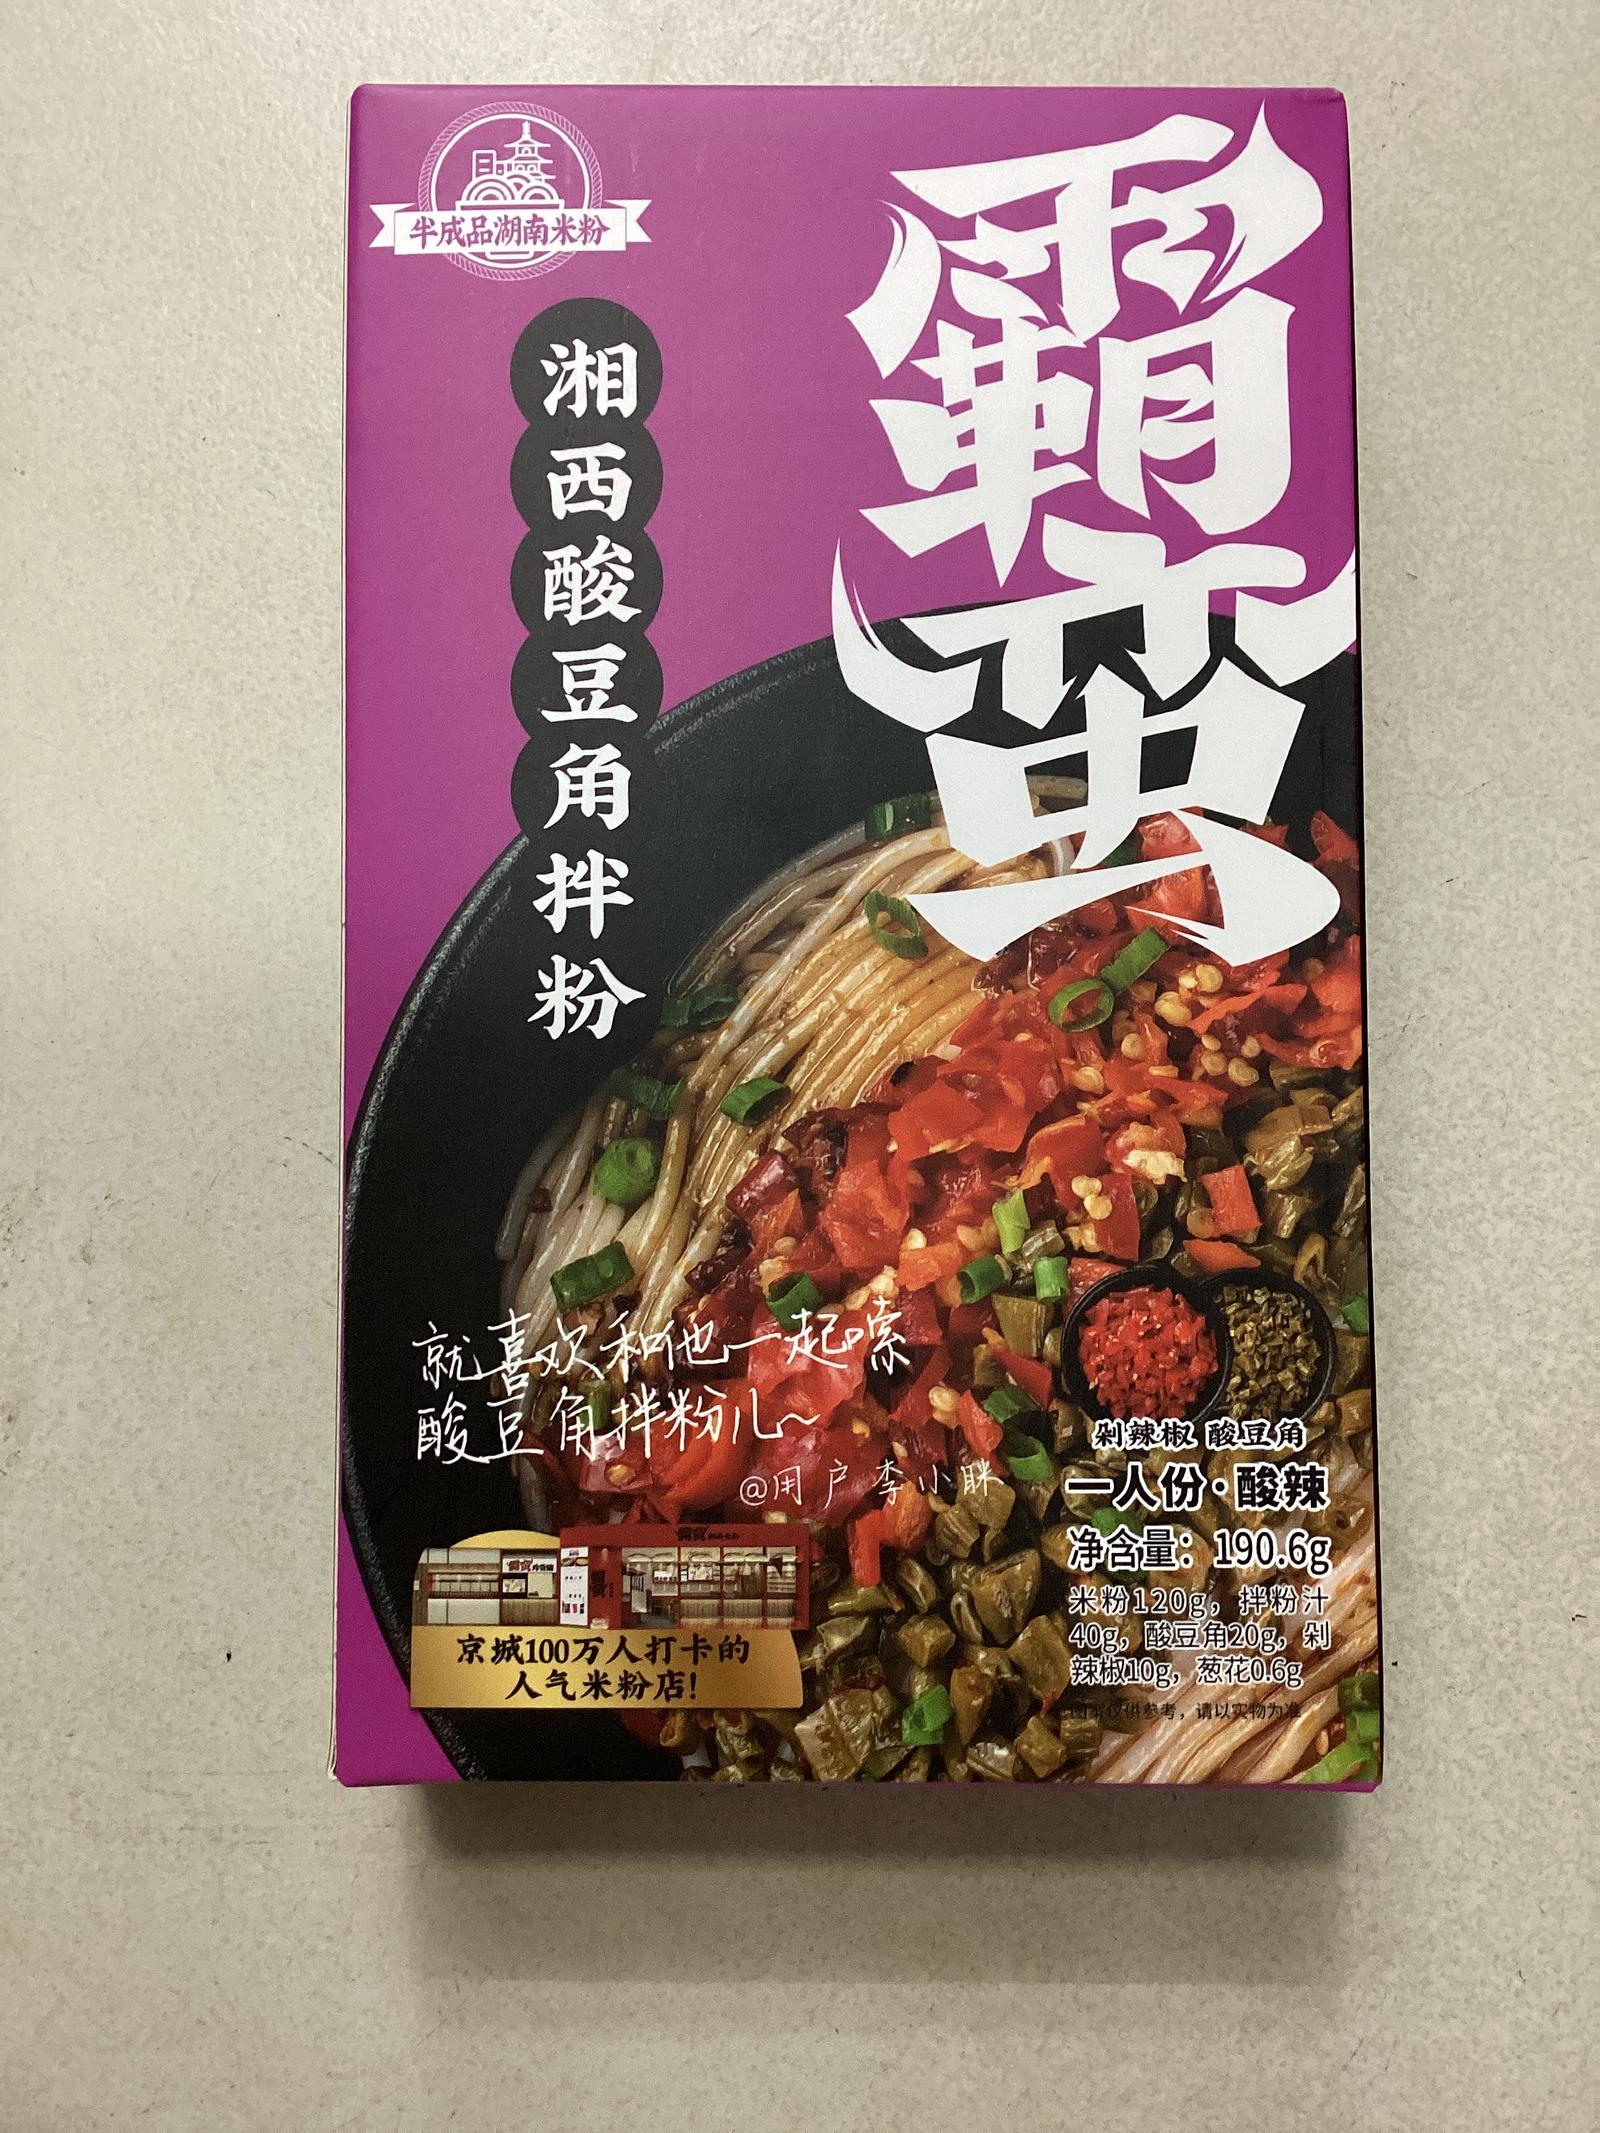 半成品湖南米粉
霸蛮
湘西酸豆角拌粉
就喜欢和他一起嗦
酸豆角拌粉儿~
@用户李小眯
京城100万人打卡的
人气米粉店!
剁辣椒 酸豆角
一人份·酸辣
净含量：190.6g
米粉120g，拌粉汁
40g，酸豆角20g，剁
辣椒10g，葱花0.6g
图案仅供参考，请以实物为准